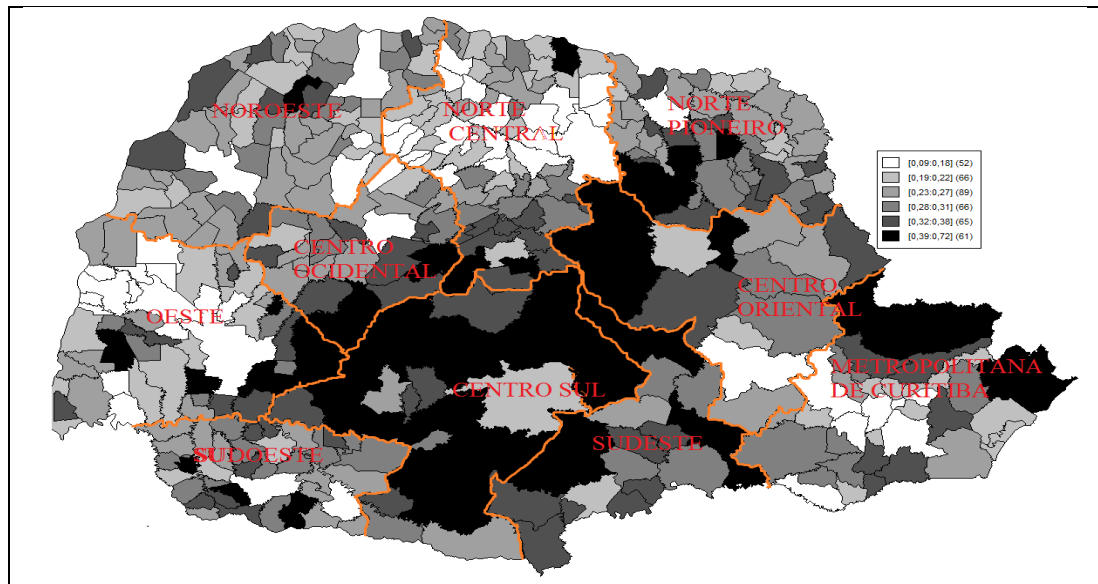 NOROESTE
NORTE
CENTRAL
NORTE
PIONEIRO
[0,09:0,18] (52)
[0,19:0,22] (66)
[0,23:0,27] (89)
[0,28:0,31] (66)
[0,32:0,38] (65)
[0,39:0,72] (61)
CENTRO
OCIDENTAL
CENTRO
ORIENTAL
OESTE
METROPOLITANA
DE CURITIBA
CENTRO SUL
SUDESTE
SUDOESTE